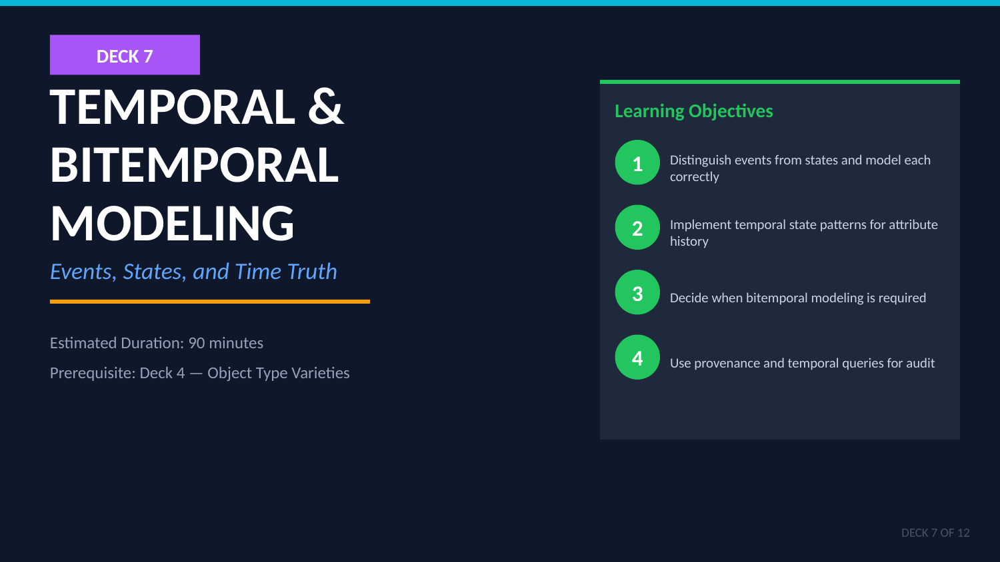 DECK 7
TEMPORAL &
BITEMPORAL
MODELING
Events, States, and Time Truth
Estimated Duration: 90 minutes
Prerequisite: Deck 4 — Object Type Varieties
Learning Objectives
1
Distinguish events from states and model each
correctly
2
Implement temporal state patterns for attribute
history
3
Decide when bitemporal modeling is required
4
Use provenance and temporal queries for audit
DECK 7 OF 12